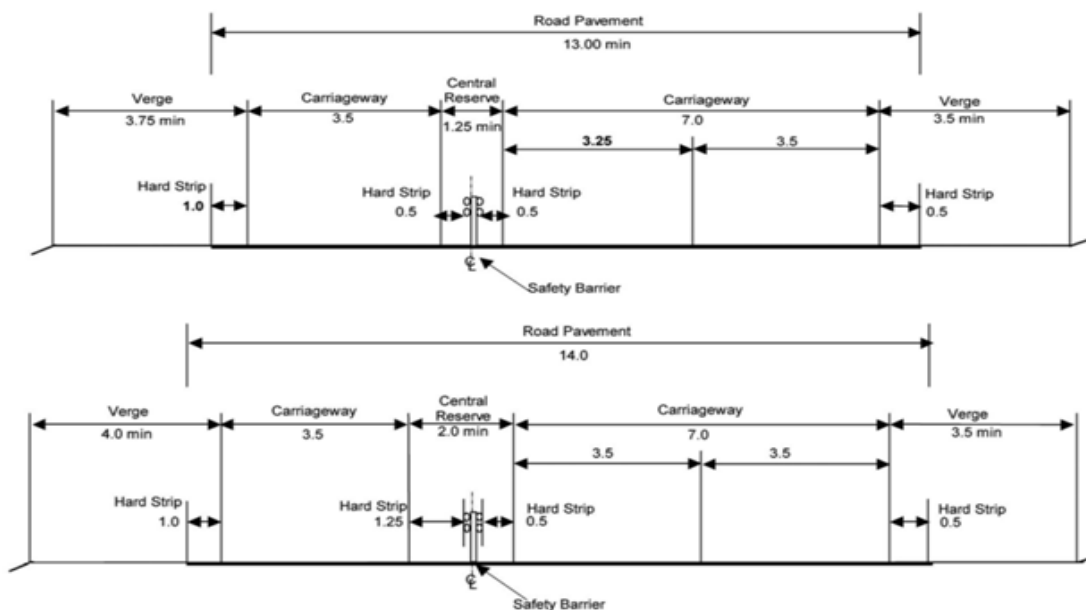 Road Pavement
13.00 min
Verge
3.75 min
Carriageway
3.5
Central
Reserve
1.25 min
Carriageway
7.0
Verge
3.5 min
3.25
3.5
Hard Strip
1.0
Hard Strip
0.5
Hard Strip
0.5
Hard Strip
0.5
℄
Safety Barrier
Road Pavement
14.0
Verge
4.0 min
Carriageway
3.5
Central
Reserve
2.0 min
Carriageway
7.0
Verge
3.5 min
3.5
3.5
Hard Strip
1.0
Hard Strip
1.25
Hard Strip
0.5
Hard Strip
0.5
℄
Safety Barrier